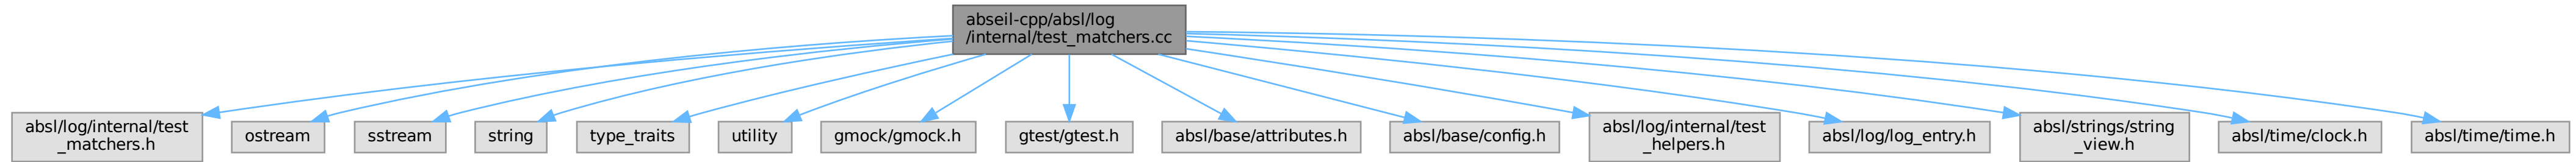 abseil-cpp/absl/log
/internal/test_matchers.cc
absl/log/internal/test
_matchers.h
ostream
sstream
string
type_traits
utility
gmock/gmock.h
gtest/gtest.h
absl/base/attributes.h
absl/base/config.h
absl/log/internal/test
_helpers.h
absl/log/log_entry.h
absl/strings/string
_view.h
absl/time/clock.h
absl/time/time.h